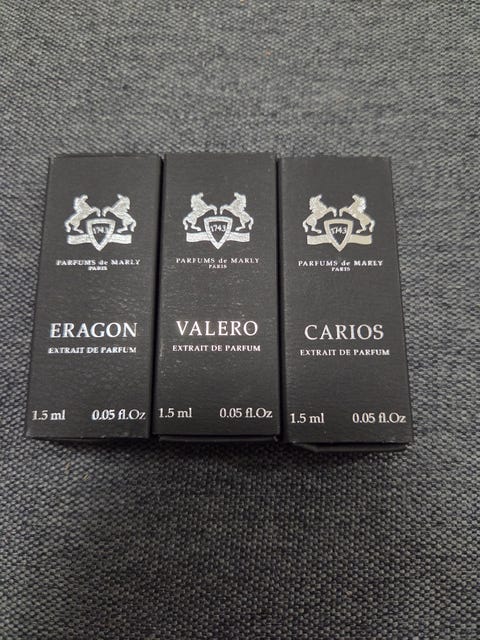 1743
PARFUMS de MARLY
PARIS
ERAGON
EXTRAIT DE PARFUM
1.5 ml 0.05 fl.Oz
1743
PARFUMS de MARLY
PARIS
VALERO
EXTRAIT DE PARFUM
1.5 ml 0.05 fl.Oz
1743
PARFUMS de MARLY
PARIS
CARIOS
EXTRAIT DE PARFUM
1.5 ml 0.05 fl.Oz